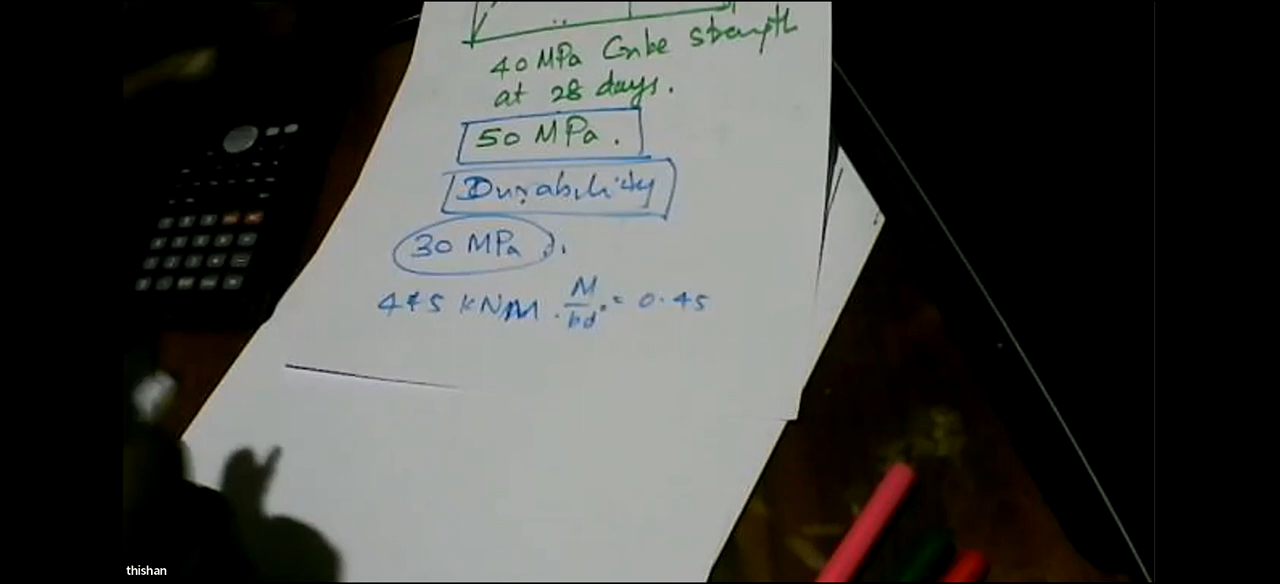 40 MPa Cube strength
at 28 days.
50 MPa.
Durability
30 MPa.
445 kNm. M/bd² = 0.45
thishan